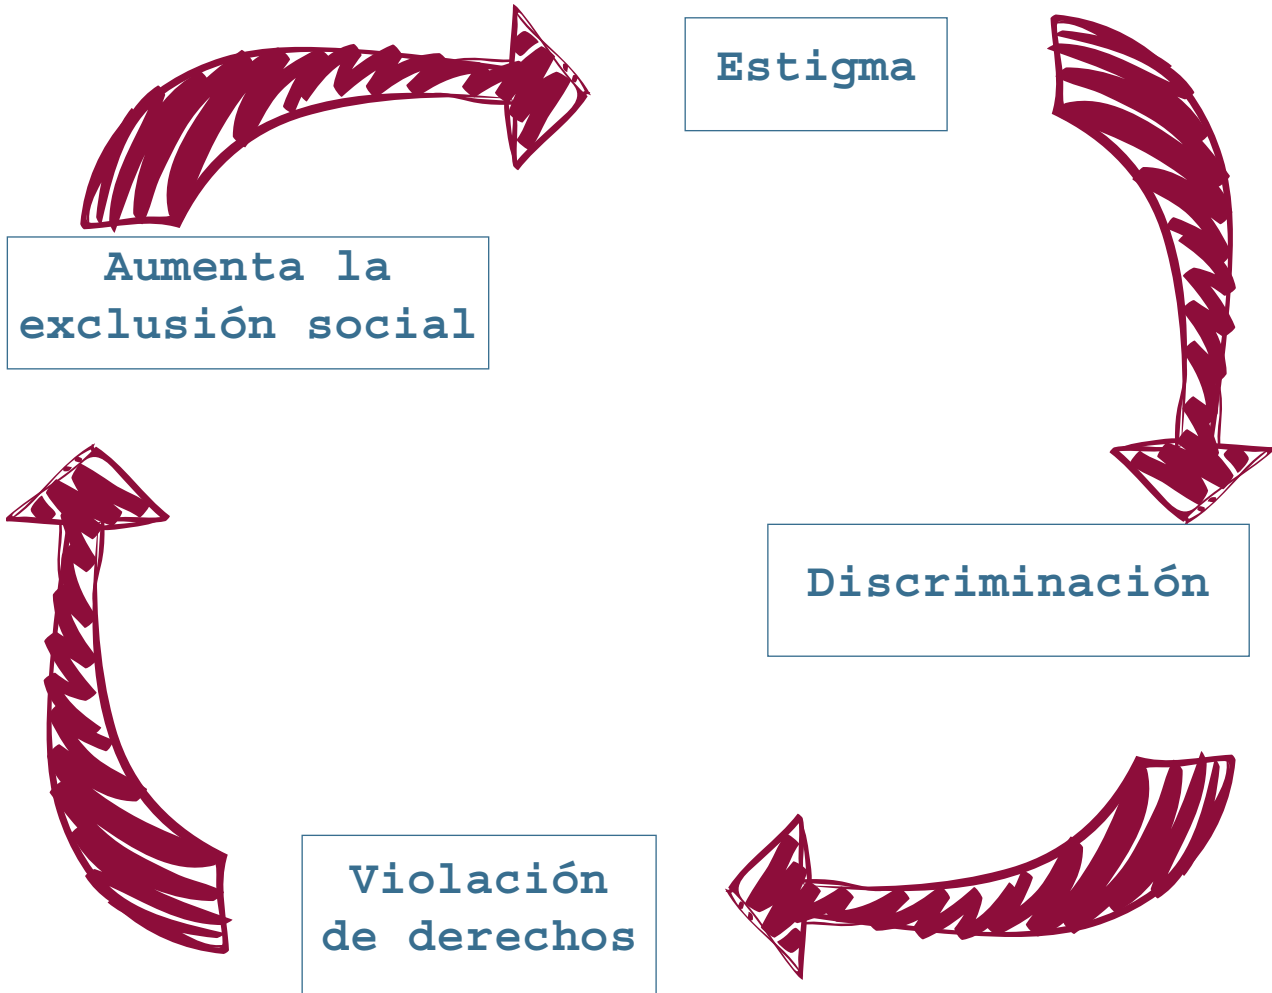 Estigma
Aumenta la
exclusión social
Discriminación
Violación
de derechos